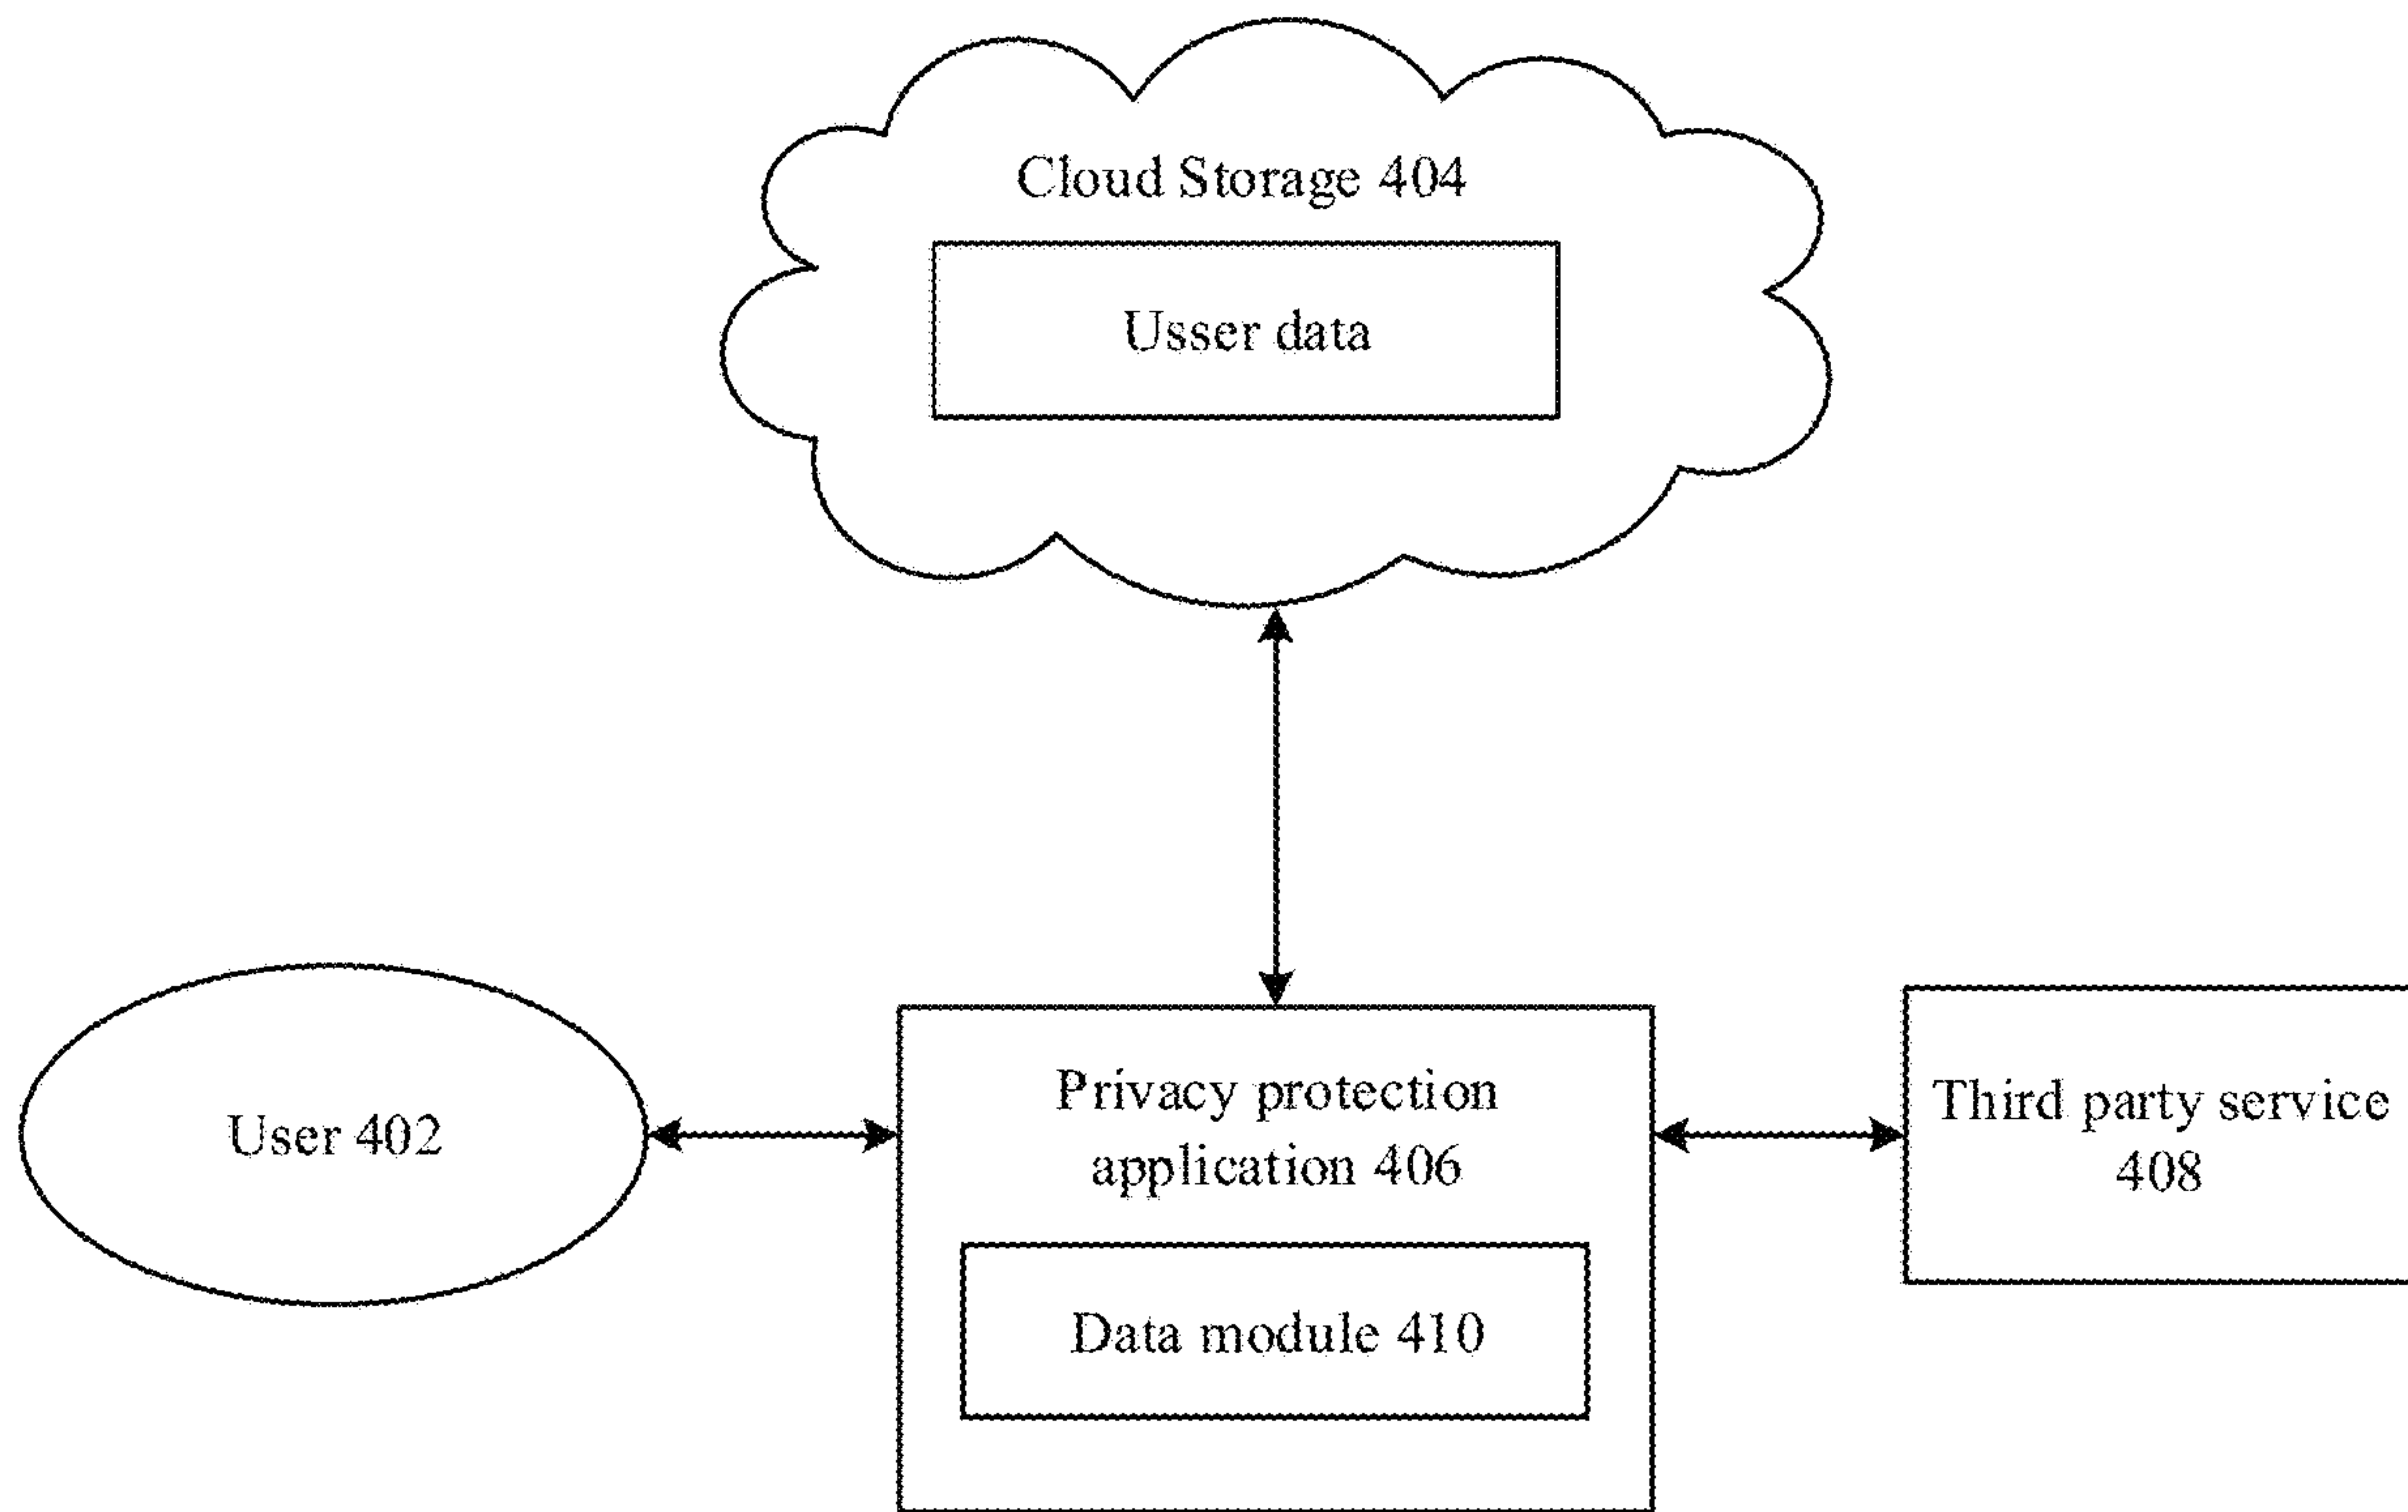 Cloud Storage 404
Usser data
User 402
Privacy protection
application 406
Data module 410
Third party service
408